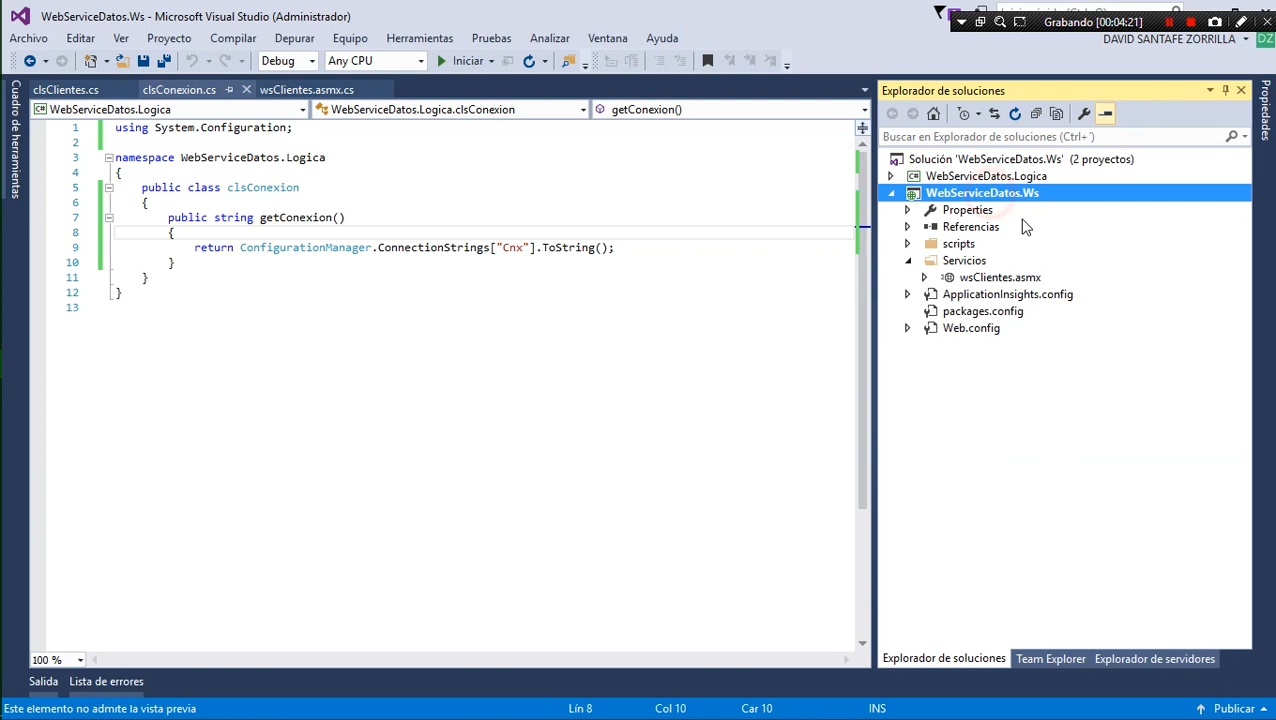 WebServiceDatos.Ws - Microsoft Visual Studio (Administrador)
Grabando [00:04:21]
Archivo Editar Ver Proyecto Compilar Depurar Equipo Herramientas Pruebas Analizar Ventana Ayuda
DAVID SANTAFE ZORRILLA DZ
Debug Any CPU Iniciar
Cuadro de herramientas
clsClientes.cs clsConexion.cs wsClientes.asmx.cs
WebServiceDatos.Logica WebServiceDatos.Logica.clsConexion getConexion()
1 using System.Configuration;
2
3 namespace WebServiceDatos.Logica
4 {
5 public class clsConexion
6 {
7 public string getConexion()
8 {
9 return ConfigurationManager.ConnectionStrings["Cnx"].ToString();
10 }
11 }
12 }
13
100 %
Explorador de soluciones
Buscar en Explorador de soluciones (Ctrl+´)
Solución 'WebServiceDatos.Ws' (2 proyectos)
WebServiceDatos.Logica
WebServiceDatos.Ws
Properties
Referencias
scripts
Servicios
wsClientes.asmx
ApplicationInsights.config
packages.config
Web.config
Explorador de soluciones Team Explorer Explorador de servidores
Propiedades
Salida Lista de errores
Este elemento no admite la vista previa Lín 8 Col 10 Car 10 INS Publicar